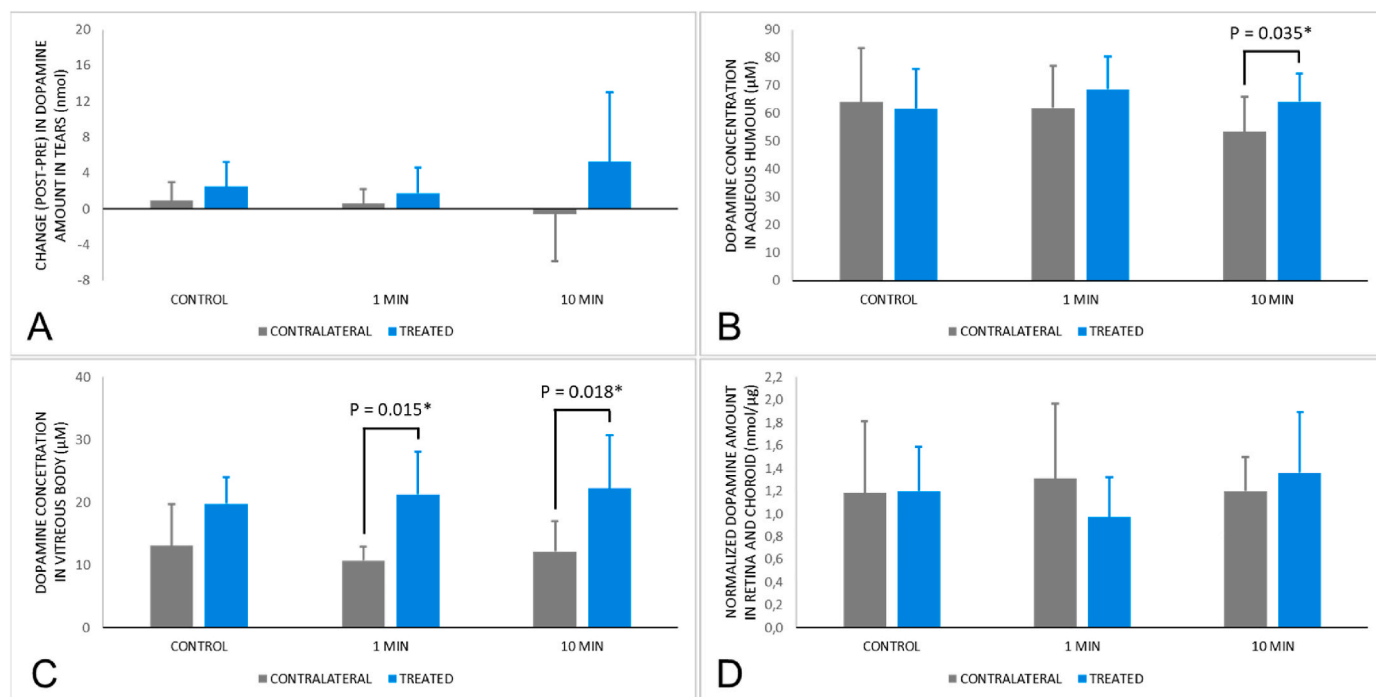 CHANGE (POST-PRE) IN DOPAMINE
AMOUNT IN TEARS (nmol)
20
16
12
8
4
0
-4
-8
CONTROL
1 MIN
10 MIN
CONTRALATERAL
TREATED
A
DOPAMINE CONCENTRATION
IN AQUEOUS HUMOUR (µM)
90
80
70
60
50
40
30
20
10
0
P = 0.035*
CONTROL
1 MIN
10 MIN
CONTRALATERAL
TREATED
B
DOPAMINE CONCETRATION
IN VITREOUS BODY (µM)
40
30
20
10
0
P = 0.015*
P = 0.018*
CONTROL
1 MIN
10 MIN
CONTRALATERAL
TREATED
C
NORMALIZED DOPAMINE AMOUNT
IN RETINA AND CHOROID (nmol/µg)
2,2
2,0
1,8
1,6
1,4
1,2
1,0
0,8
0,6
0,4
0,2
0,0
CONTROL
1 MIN
10 MIN
CONTRALATERAL
TREATED
D